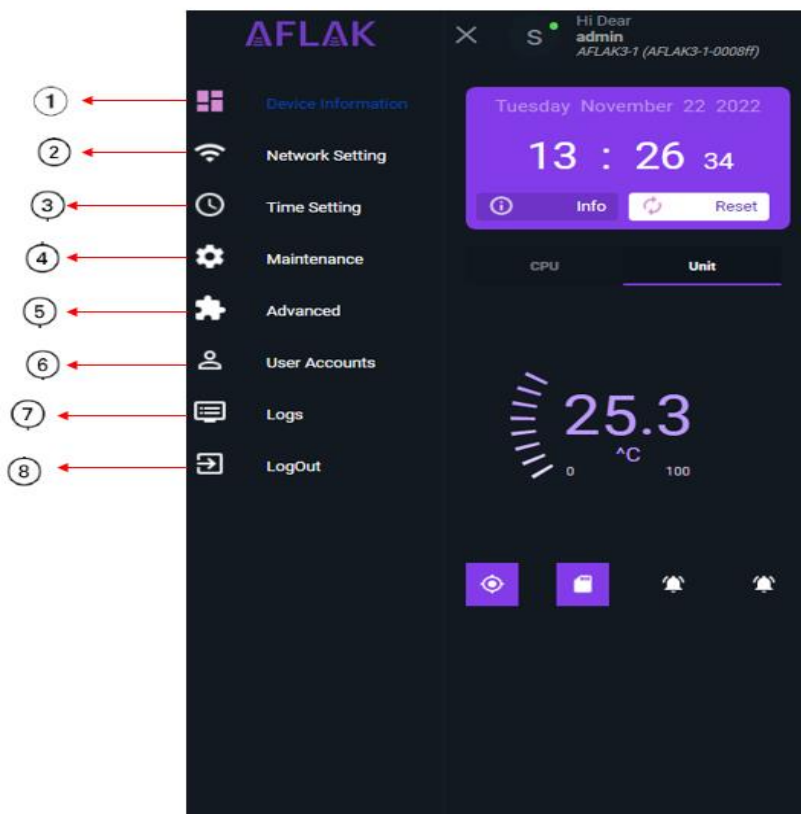 AFLAK
S
Hi Dear
admin
AFLAK3-1 (AFLAK3-1-0008ff)
1
Device Information
2
Network Setting
3
Time Setting
4
Maintenance
5
Advanced
6
User Accounts
7
Logs
8
LogOut
Tuesday November 22 2022
13 : 26 34
Info
Reset
CPU
Unit
25.3
^C
0
100